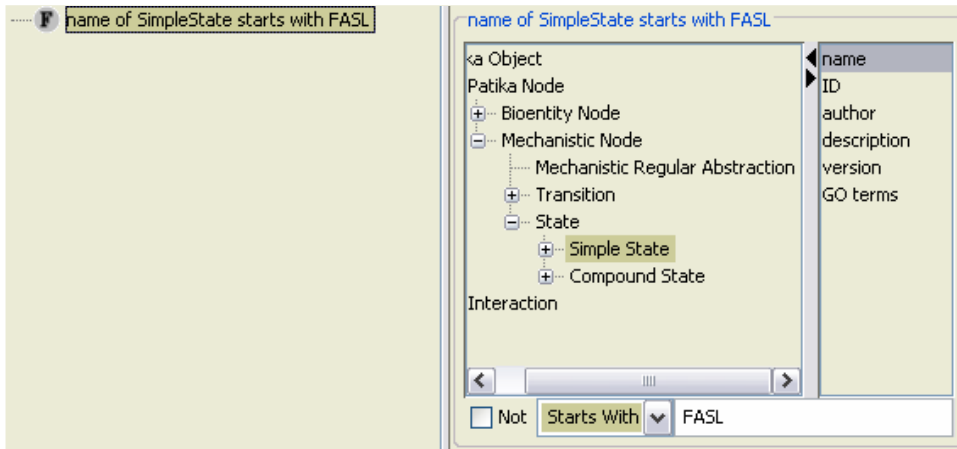 F name of SimpleState starts with FASL
name of SimpleState starts with FASL
ka Object
Patika Node
Bioentity Node
Mechanistic Node
Mechanistic Regular Abstraction
Transition
State
Simple State
Compound State
Interaction
name
ID
author
description
version
GO terms
Not Starts With FASL